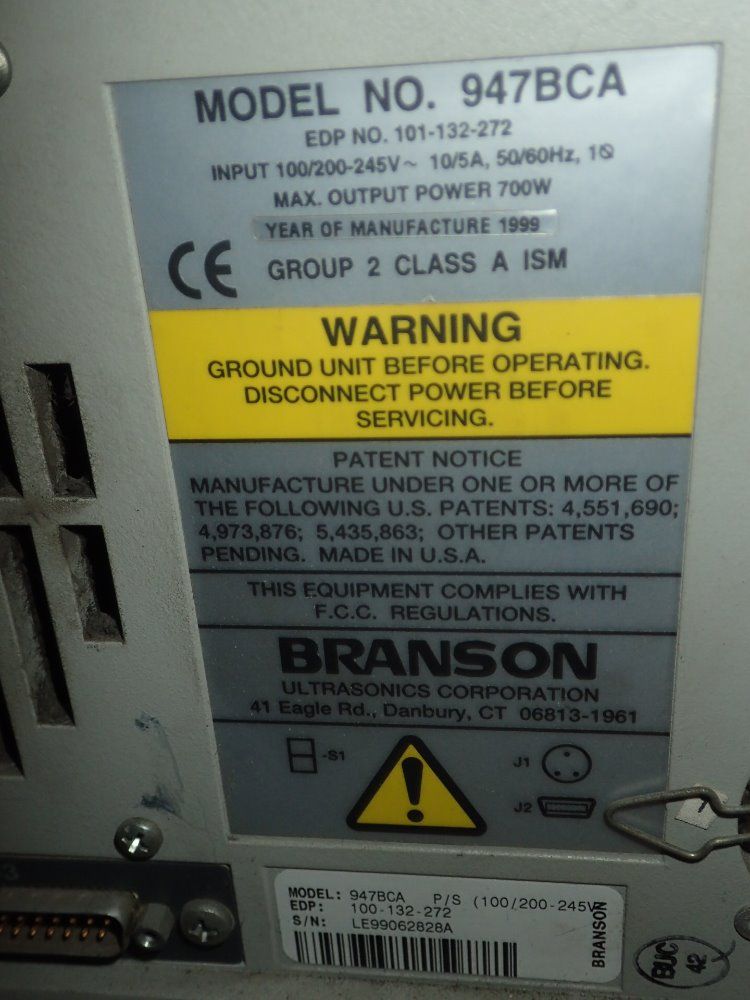 MODEL NO. 947BCA
EDP NO. 101-132-272
INPUT 100/200-245V~ 10/5A, 50/60Hz, 1Ø
MAX. OUTPUT POWER 700W
YEAR OF MANUFACTURE 1999
CE GROUP 2 CLASS A ISM
WARNING
GROUND UNIT BEFORE OPERATING.
DISCONNECT POWER BEFORE
SERVICING.
PATENT NOTICE
MANUFACTURE UNDER ONE OR MORE OF
THE FOLLOWING U.S. PATENTS: 4,551,690;
4,973,876; 5,435,863; OTHER PATENTS
PENDING. MADE IN U.S.A.
THIS EQUIPMENT COMPLIES WITH
F.C.C. REGULATIONS.
BRANSON
ULTRASONICS CORPORATION
41 Eagle Rd., Danbury, CT 06813-1961
-S1
!
J1
J2
3
MODEL: 947BCA P/S (100/200-245V)
EDP: 100-132-272
S/N: LE99062828A
BRANSON
BUC
42